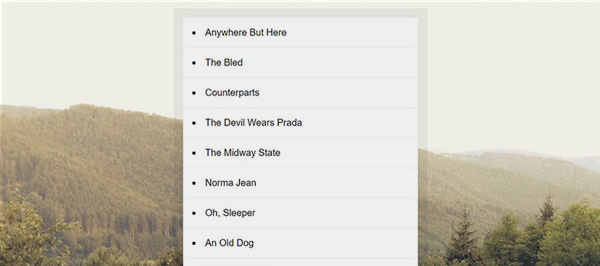 Anywhere But Here
The Bled
Counterparts
The Devil Wears Prada
The Midway State
Norma Jean
Oh, Sleeper
An Old Dog